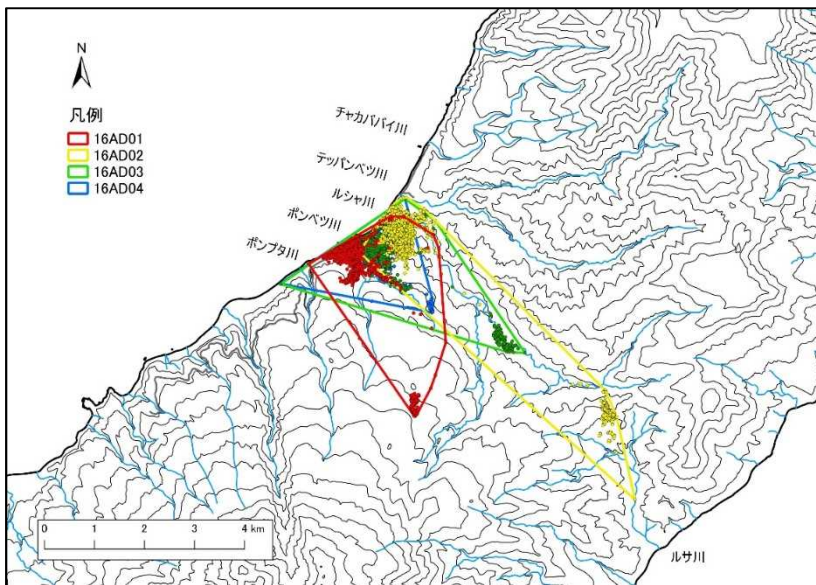 N
凡例
16AD01
16AD02
16AD03
16AD04
チャカババイ川
テッパンベツ川
ルシャ川
ポンベツ川
ポンプタ川
ルサ川
0 1 2 3 4 km